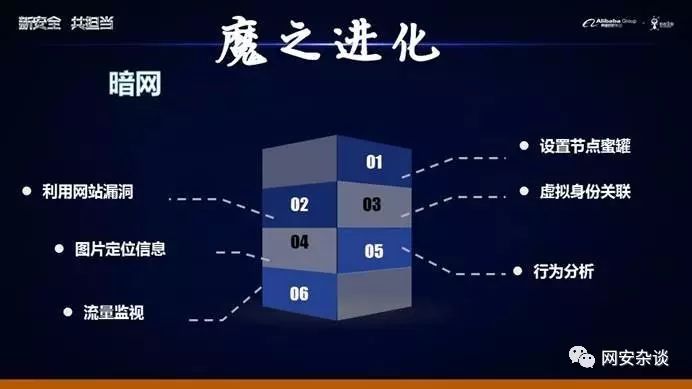 新安全 共担当
Alibaba Group
魔之进化
暗网
01
设置节点蜜罐
利用网站漏洞
02
03
虚拟身份关联
图片定位信息
04
05
行为分析
06
流量监视
网安杂谈